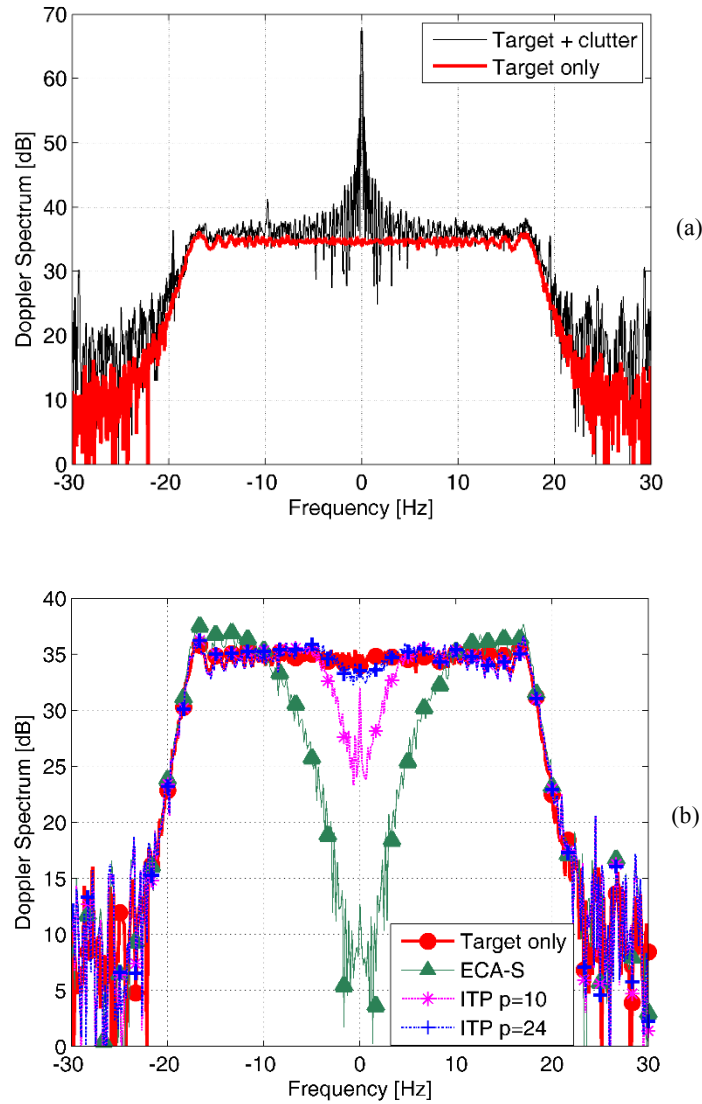 70
60
50
40
30
20
10
0
Doppler Spectrum [dB]
Target + clutter
Target only
-30 -20 -10 0 10 20 30
Frequency [Hz]
(a)
40
35
30
25
20
15
10
5
0
Doppler Spectrum [dB]
Target only
ECA-S
ITP p=10
ITP p=24
-30 -20 -10 0 10 20 30
Frequency [Hz]
(b)